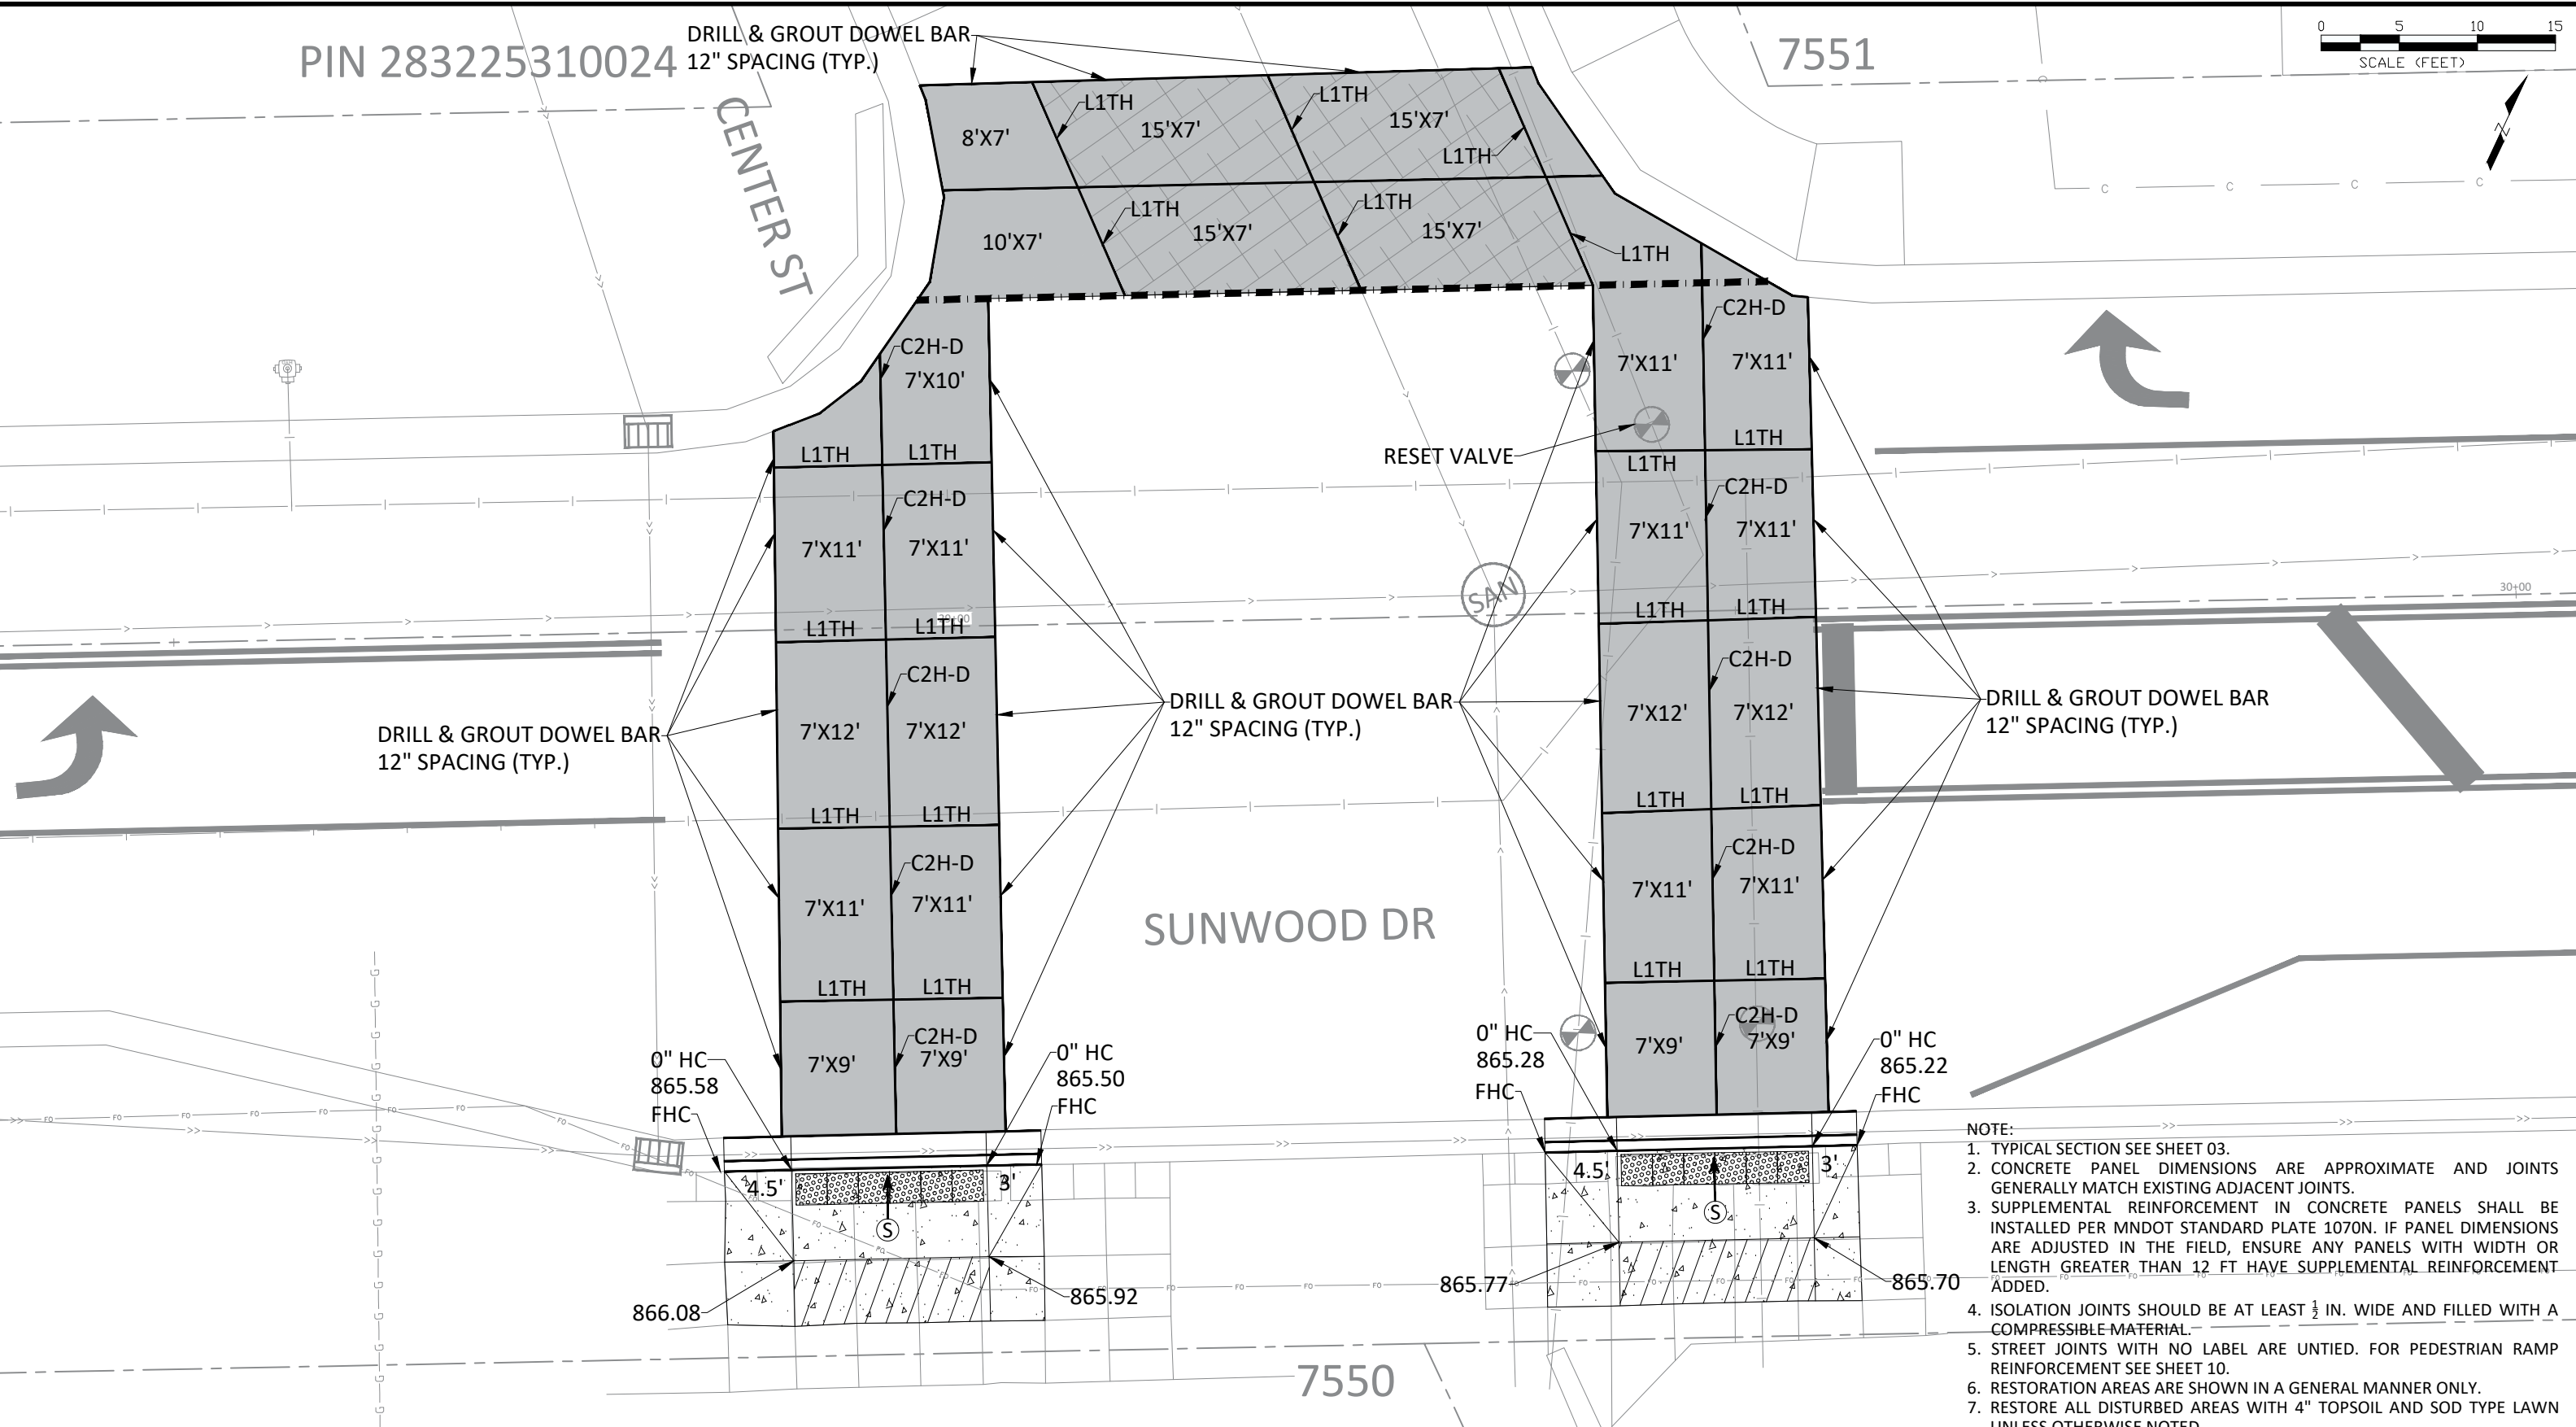 PIN 283225310024
DRILL & GROUT DOWEL BAR
12" SPACING (TYP.)
7551
0 5 10 15
SCALE (FEET)
N
CENTER ST
8'X7'
L1TH
15'X7'
L1TH
15'X7'
L1TH
10'X7'
L1TH
15'X7'
L1TH
15'X7'
L1TH
C C C C
C2H-D
7'X10'
L1TH L1TH
C2H-D
7'X11' 7'X11'
L1TH L1TH
30+00
C2H-D
7'X12' 7'X12'
L1TH L1TH
C2H-D
7'X11' 7'X11'
L1TH L1TH
C2H-D
7'X9' 7'X9'
C2H-D
7'X11' 7'X11'
RESET VALVE
L1TH L1TH
C2H-D
7'X11' 7'X11'
SAN
L1TH L1TH
C2H-D
7'X12' 7'X12'
L1TH L1TH
C2H-D
7'X11' 7'X11'
L1TH L1TH
C2H-D
7'X9' 7'X9'
DRILL & GROUT DOWEL BAR
12" SPACING (TYP.)
DRILL & GROUT DOWEL BAR
12" SPACING (TYP.)
DRILL & GROUT DOWEL BAR
12" SPACING (TYP.)
SUNWOOD DR
0" HC
865.58
FHC
0" HC
865.50
FHC
4.5'
3'
S
866.08
865.92
0" HC
865.28
FHC
0" HC
865.22
FHC
4.5'
3'
S
865.77
865.70
7550
NOTE:
1. TYPICAL SECTION SEE SHEET 03.
2. CONCRETE PANEL DIMENSIONS ARE APPROXIMATE AND JOINTS
GENERALLY MATCH EXISTING ADJACENT JOINTS.
3. SUPPLEMENTAL REINFORCEMENT IN CONCRETE PANELS SHALL BE
INSTALLED PER MNDOT STANDARD PLATE 1070N. IF PANEL DIMENSIONS
ARE ADJUSTED IN THE FIELD, ENSURE ANY PANELS WITH WIDTH OR
LENGTH GREATER THAN 12 FT HAVE SUPPLEMENTAL REINFORCEMENT
ADDED.
4. ISOLATION JOINTS SHOULD BE AT LEAST ½ IN. WIDE AND FILLED WITH A
COMPRESSIBLE MATERIAL.
5. STREET JOINTS WITH NO LABEL ARE UNTIED. FOR PEDESTRIAN RAMP
REINFORCEMENT SEE SHEET 10.
6. RESTORATION AREAS ARE SHOWN IN A GENERAL MANNER ONLY.
7. RESTORE ALL DISTURBED AREAS WITH 4" TOPSOIL AND SOD TYPE LAWN
UNLESS OTHERWISE NOTED.